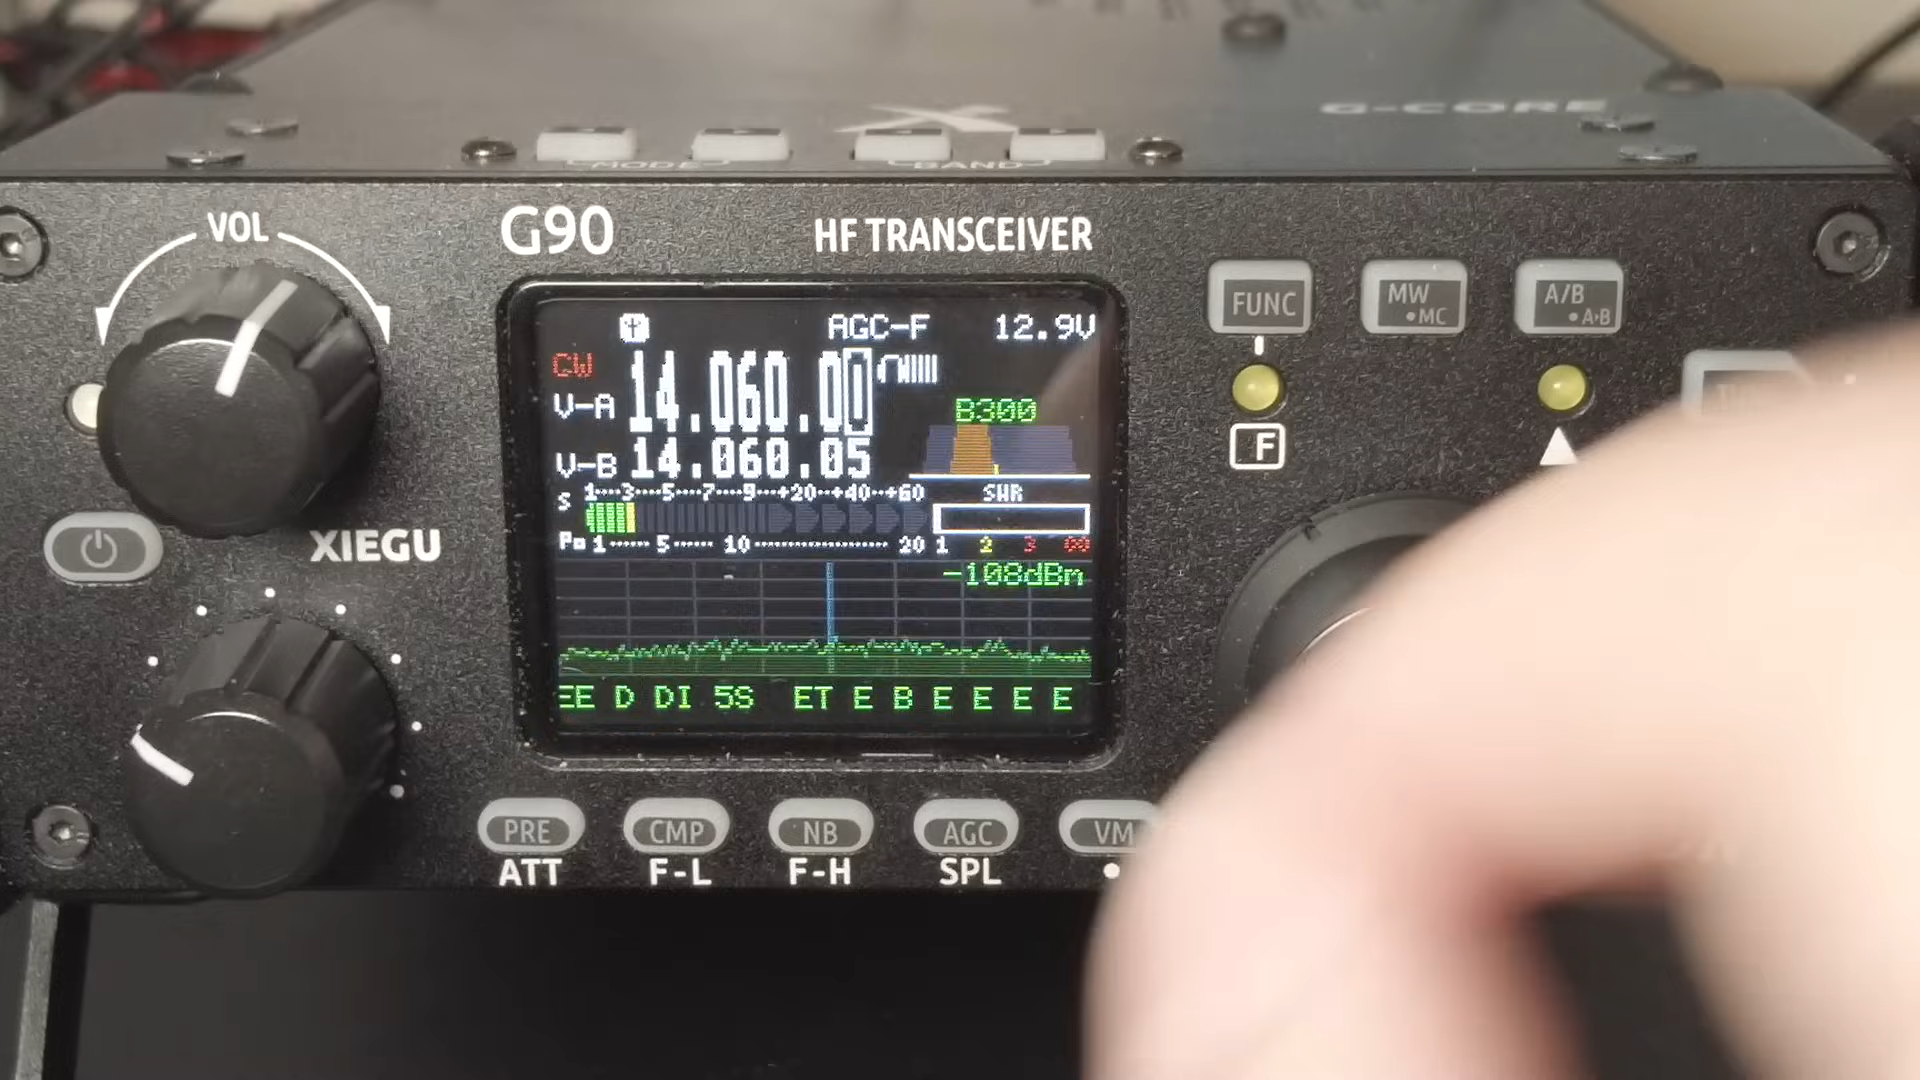 G-CORE
MODE BAND
VOL
G90 HF TRANSCEIVER
FUNC MW •MC A/B •A›B
AGC-F 12.9V
CW
V-A 14.060.00
B300
V-B 14.060.05
F
S 1 3 5 7 9 +20 +40 +60 SWR
Po 1 5 10 20 1 2 3 ∞
XIEGU
-108dBm
EE D DI 5S ET E B E E E E
PRE CMP NB AGC VM
ATT F-L F-H SPL